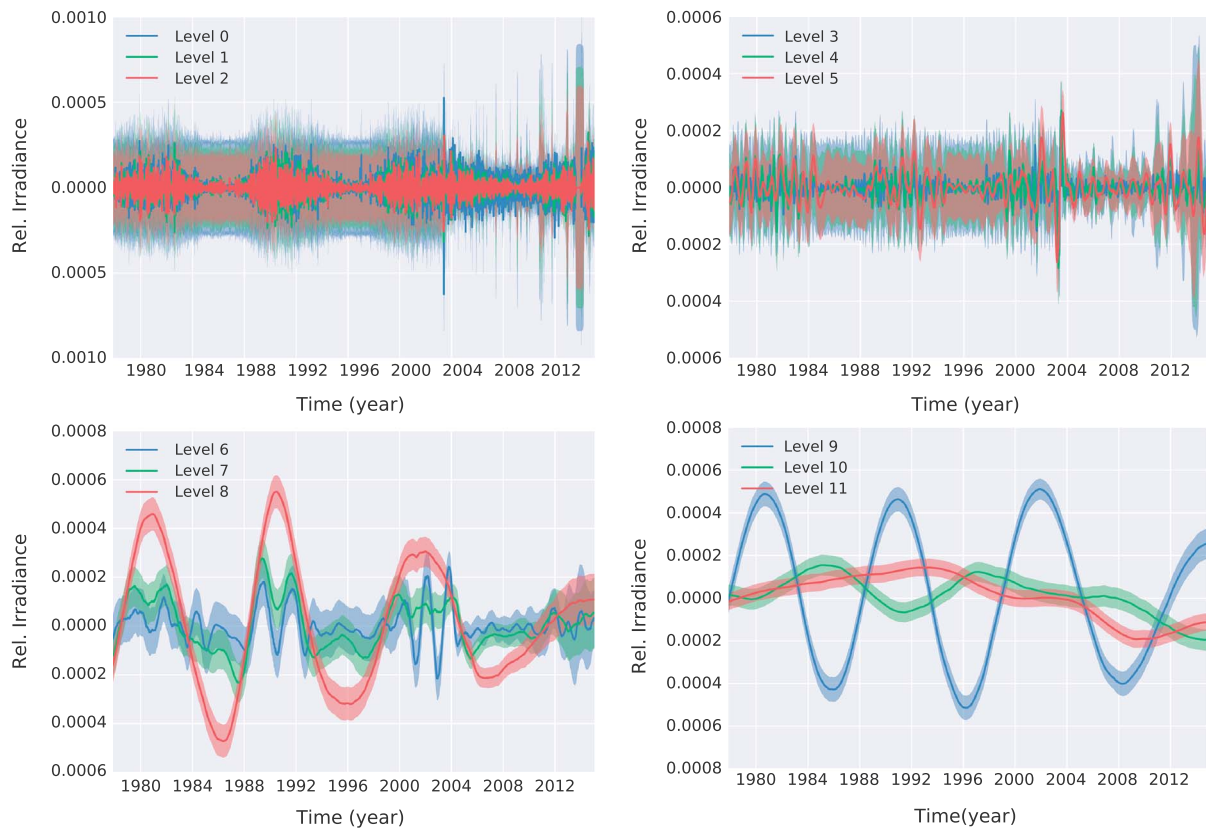 0.0010
0.0005
0.0000
0.0005
0.0010
Rel. Irradiance
Level 0
Level 1
Level 2
1980 1984 1988 1992 1996 2000 2004 2008 2012
Time (year)
0.0006
0.0004
0.0002
0.0000
0.0002
0.0004
0.0006
Rel. Irradiance
Level 3
Level 4
Level 5
1980 1984 1988 1992 1996 2000 2004 2008 2012
Time (year)
0.0008
0.0006
0.0004
0.0002
0.0000
0.0002
0.0004
0.0006
Rel. Irradiance
Level 6
Level 7
Level 8
1980 1984 1988 1992 1996 2000 2004 2008 2012
Time (year)
0.0008
0.0006
0.0004
0.0002
0.0000
0.0002
0.0004
0.0006
0.0008
Rel. Irradiance
Level 9
Level 10
Level 11
1980 1984 1988 1992 1996 2000 2004 2008 2012
Time(year)